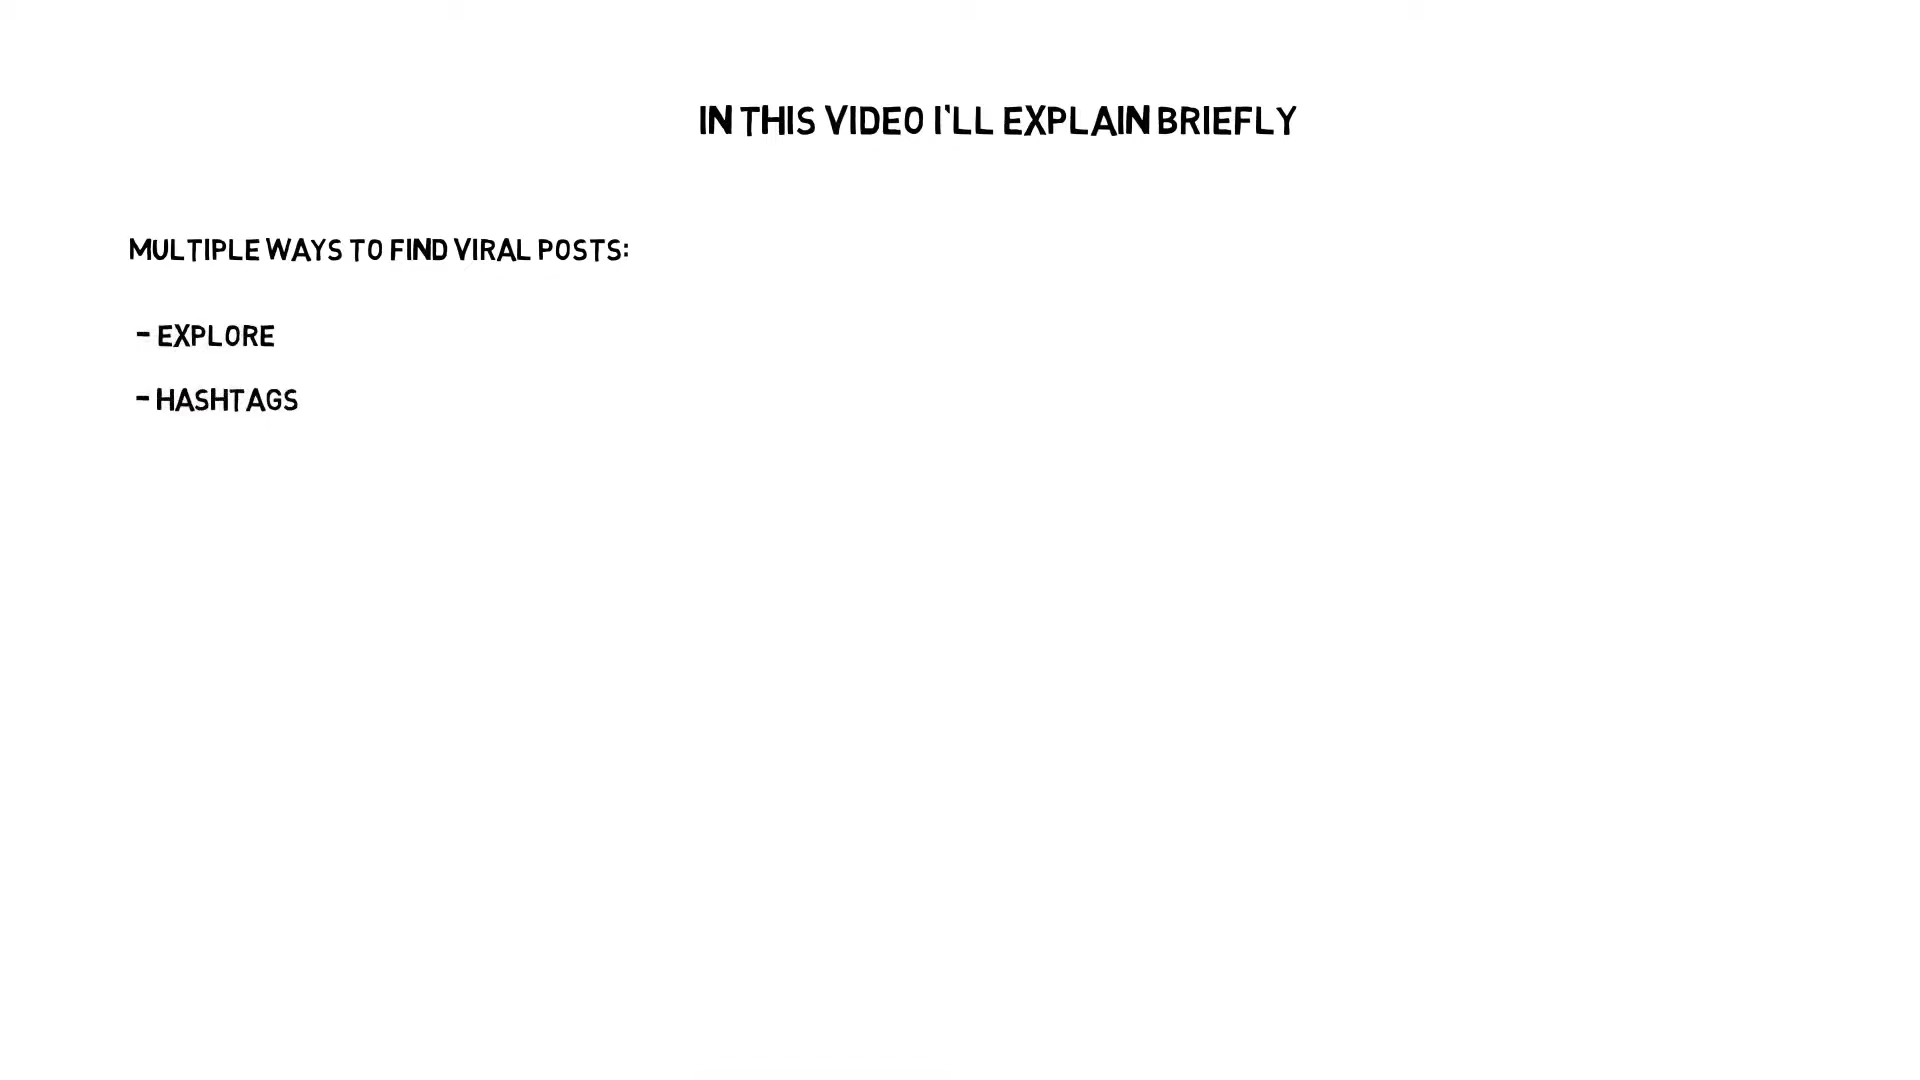 IN THIS VIDEO I'LL EXPLAIN BRIEFLY
MULTIPLE WAYS TO FIND VIRAL POSTS:
- EXPLORE
- HASHTAGS